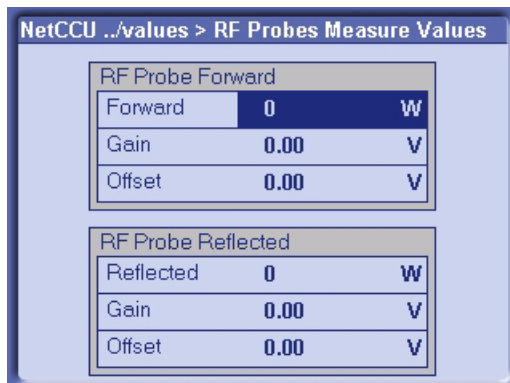 NetCCU ../values > RF Probes Measure Values
RF Probe Forward
Forward 0 W
Gain 0.00 V
Offset 0.00 V
RF Probe Reflected
Reflected 0 W
Gain 0.00 V
Offset 0.00 V